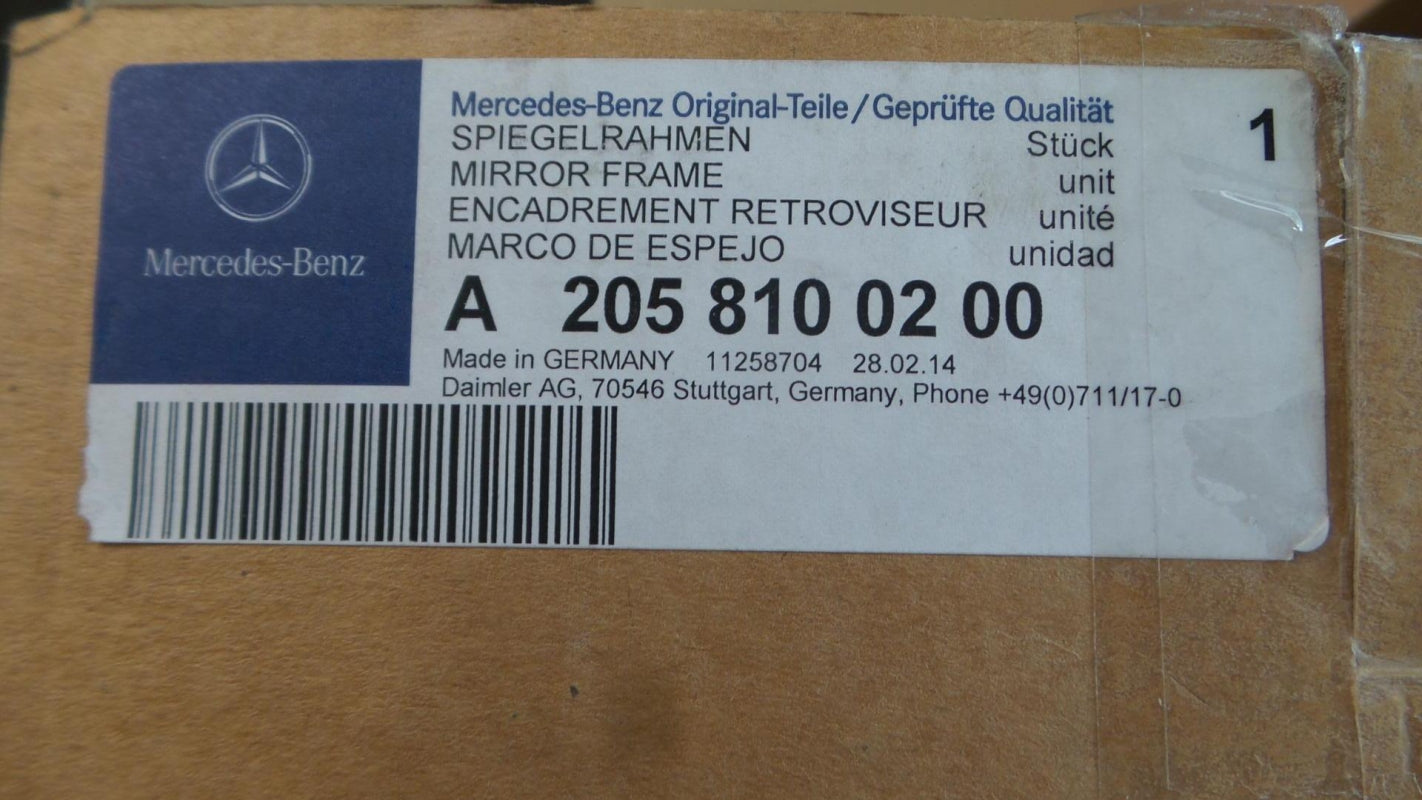 Mercedes-Benz
Mercedes-Benz Original-Teile/Geprüfte Qualität
SPIEGELRAHMEN Stück 1
MIRROR FRAME unit
ENCADREMENT RETROVISEUR unité
MARCO DE ESPEJO unidad
A 205 810 02 00
Made in GERMANY 11258704 28.02.14
Daimler AG, 70546 Stuttgart, Germany, Phone +49(0)711/17-0